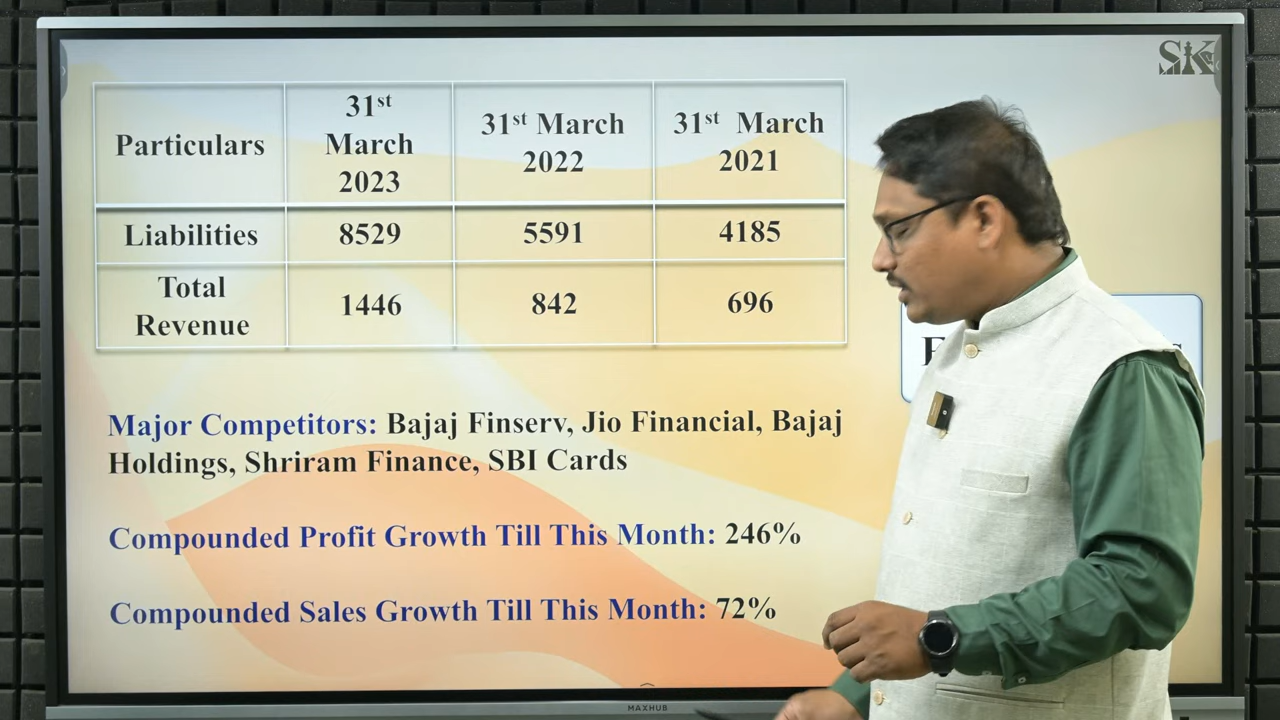 SK
Particulars
31st March 2023
31st March 2022
31st March 2021
Liabilities
8529
5591
4185
Total Revenue
1446
842
696
Major Competitors: Bajaj Finserv, Jio Financial, Bajaj
Holdings, Shriram Finance, SBI Cards
Compounded Profit Growth Till This Month: 246%
Compounded Sales Growth Till This Month: 72%
MAXHUB